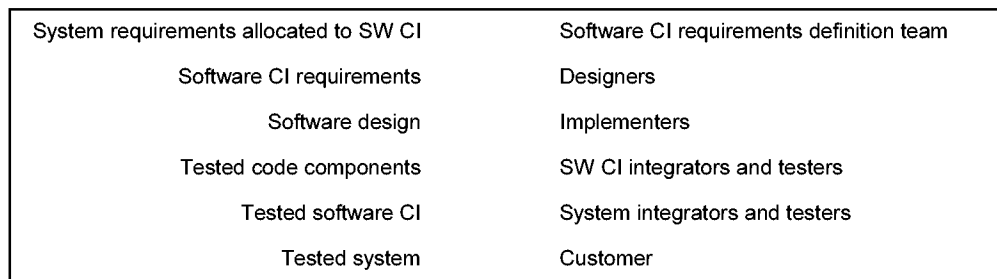 System requirements allocated to SW CI Software CI requirements definition team
Software CI requirements Designers
Software design Implementers
Tested code components SW CI integrators and testers
Tested software CI System integrators and testers
Tested system Customer